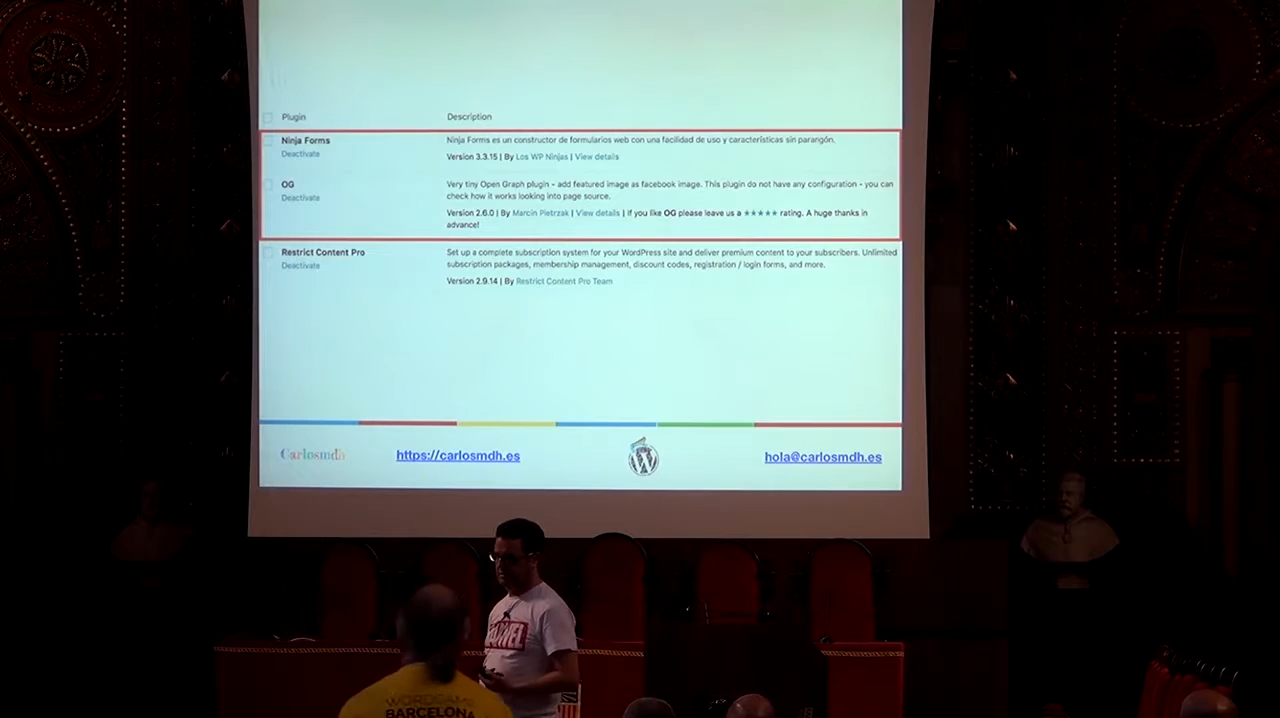 Plugin Description
Ninja Forms Ninja Forms es un constructor de formularios web con una facilidad de uso y características sin parangón.
Deactivate Version 3.3.15 | By Los WP Ninjas | View details
OG Very tiny Open Graph plugin - add featured image as facebook image. This plugin do not have any configuration - you can
Deactivate check how it works looking into page source.
Version 2.6.0 | By Marcin Pietrzak | View details | If you like OG please leave us a ★★★★★ rating. A huge thanks in
advance!
Restrict Content Pro Set up a complete subscription system for your WordPress site and deliver premium content to your subscribers. Unlimited
Deactivate subscription packages, membership management, discount codes, registration / login forms, and more.
Version 2.9.14 | By Restrict Content Pro Team
Carlosmdh https://carlosmdh.es W hola@carlosmdh.es
MARVEL
WORDCAMP
BARCELONA